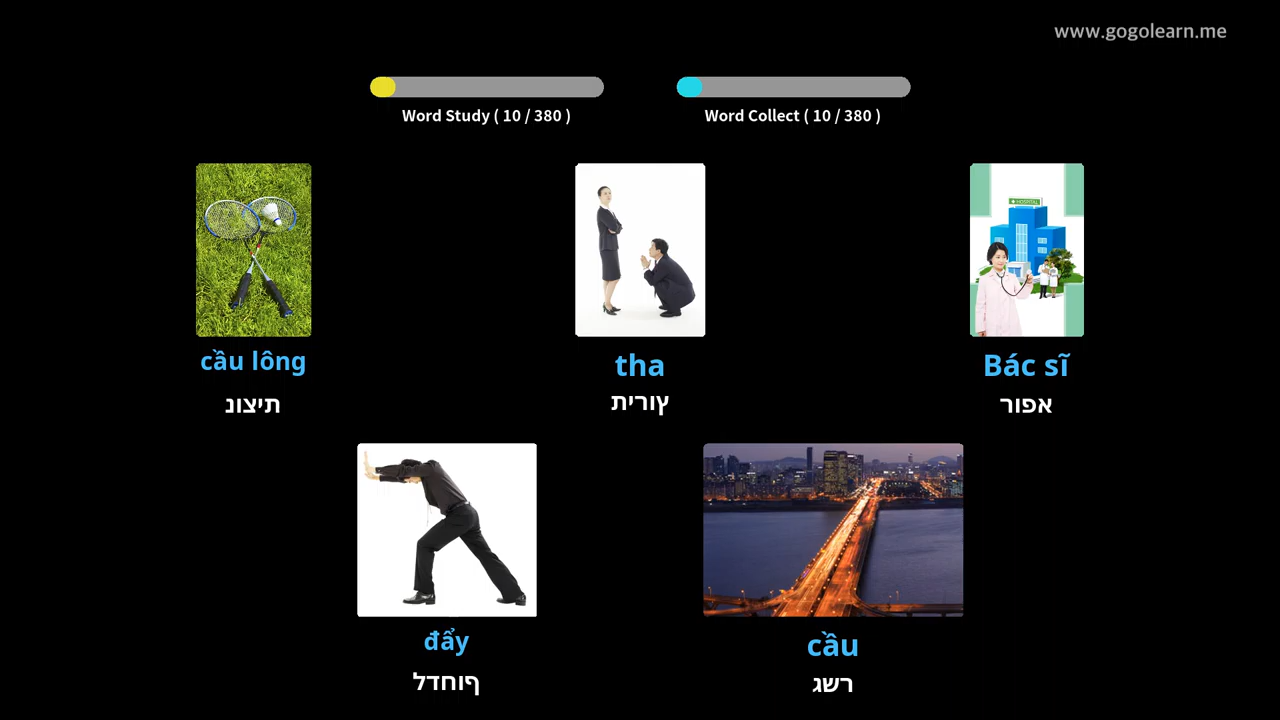 www.gogolearn.me
Word Study ( 10 / 380 )
Word Collect ( 10 / 380 )
HOSPITAL
cầu lông
תיצונ
tha
ץורית
Bác sĩ
אפור
đẩy
ףוחדל
cầu
רשג